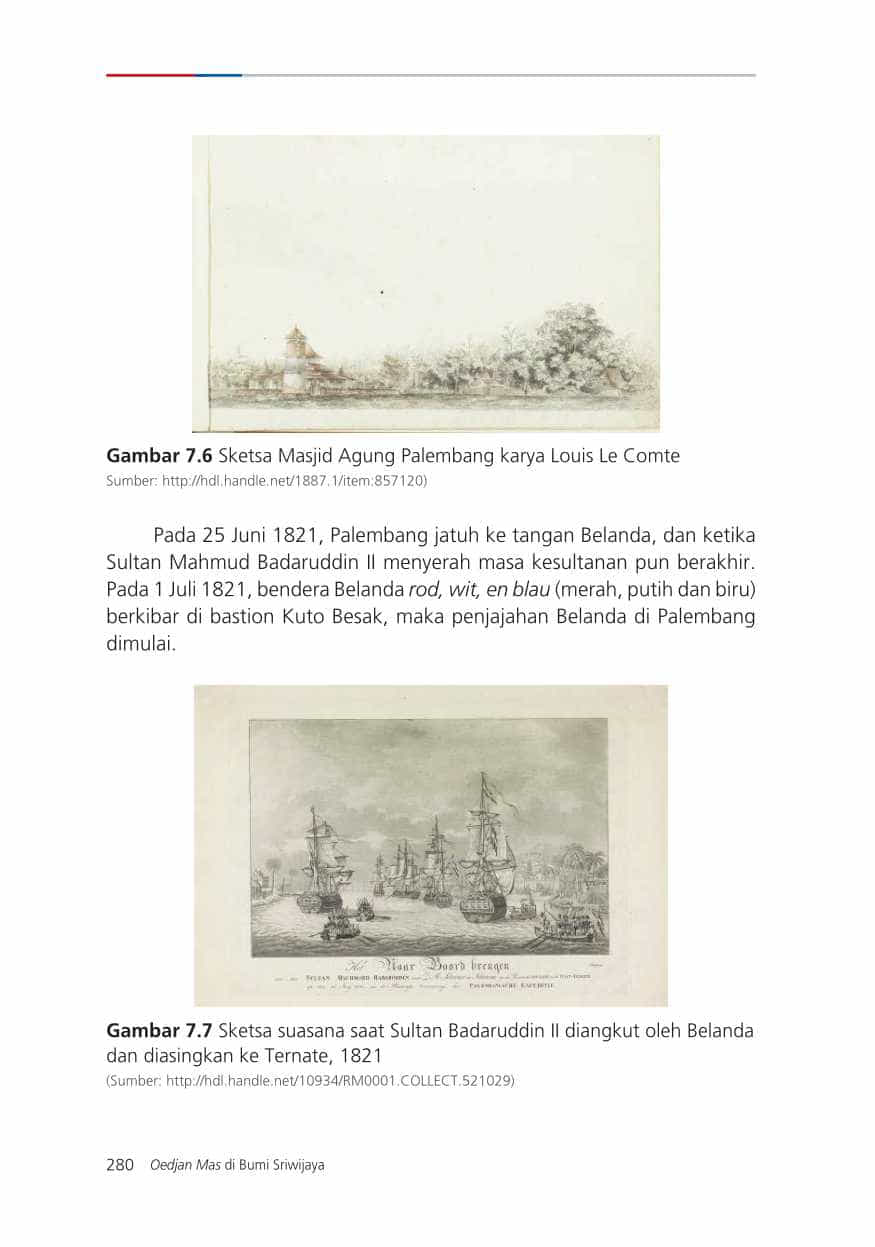 Gambar 7.6 Sketsa Masjid Agung Palembang karya Louis Le Comte
Sumber: http://hdl.handle.net/1887.1/item:857120)
Pada 25 Juni 1821, Palembang jatuh ke tangan Belanda, dan ketika
Sultan Mahmud Badaruddin II menyerah masa kesultanan pun berakhir.
Pada 1 Juli 1821, bendera Belanda rod, wit, en blau (merah, putih dan biru)
berkibar di bastion Kuto Besak, maka penjajahan Belanda di Palembang
dimulai.
Het Naar Boord brengen
SULTAN MACHMOED BADAROEDDIN
PALEMBANGSCHE EXPEDITIE
Gambar 7.7 Sketsa suasana saat Sultan Badaruddin II diangkut oleh Belanda
dan diasingkan ke Ternate, 1821
(Sumber: http://hdl.handle.net/10934/RM0001.COLLECT.521029)
280 Oedjan Mas di Bumi Sriwijaya